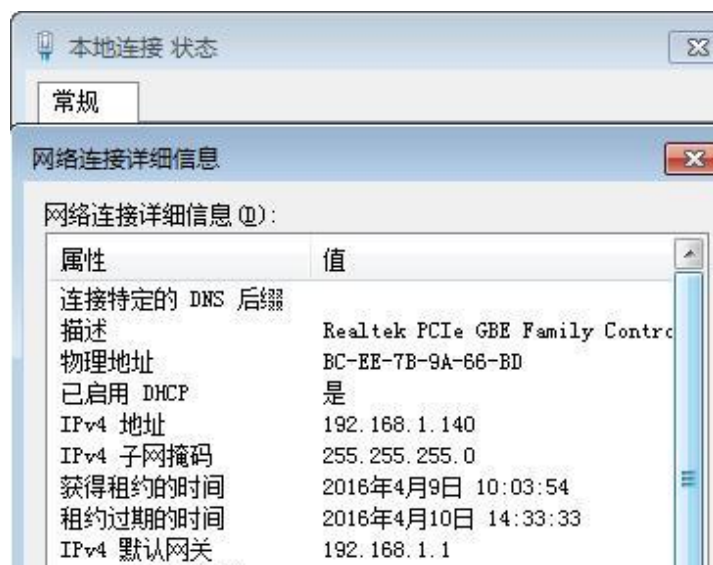 本地连接 状态
常规
网络连接详细信息
网络连接详细信息(D):
属性 值
连接特定的 DNS 后缀
描述 Realtek PCIe GBE Family Contro
物理地址 BC-EE-7B-9A-66-BD
已启用 DHCP 是
IPv4 地址 192.168.1.140
IPv4 子网掩码 255.255.255.0
获得租约的时间 2016年4月9日 10:03:54
租约过期的时间 2016年4月10日 14:33:33
IPv4 默认网关 192.168.1.1